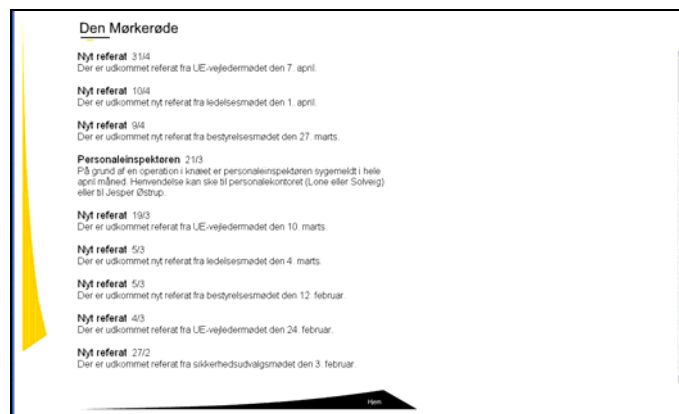 Den Mørkerøde
Nyt referat 31/4
Der er udkommet referat fra UE-vejledermødet den 7. april.
Nyt referat 10/4
Der er udkommet nyt referat fra ledelsesmødet den 1. april.
Nyt referat 9/4
Der er udkommet nyt referat fra bestyrelsesmødet den 27. marts.
Personaleinspektøren 21/3
På grund af en operation i knæet er personaleinspektøren sygemeldt i hele
april måned. Henvendelse kan ske til personalekontoret (Lone eller Solveig)
eller til Jesper Østrup.
Nyt referat 19/3
Der er udkommet nyt referat fra UE-vejledermødet den 10. marts.
Nyt referat 5/3
Der er udkommet nyt referat fra ledelsesmødet den 4. marts.
Nyt referat 5/3
Der er udkommet nyt referat fra bestyrelsesmødet den 12. februar.
Nyt referat 4/3
Der er udkommet nyt referat fra UE-vejledermødet den 24. februar.
Nyt referat 27/2
Der er udkommet nyt referat fra sikkerhedsudvalgsmødet den 3. februar.
Hjem